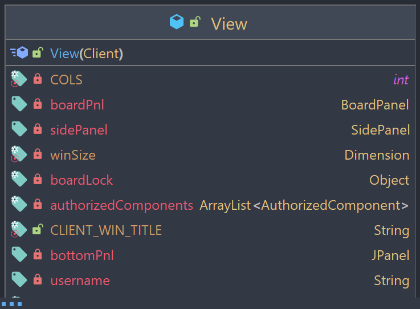 View
View(Client)
COLS int
boardPnl BoardPanel
sidePanel SidePanel
winSize Dimension
boardLock Object
authorizedComponents ArrayList<AuthorizedComponent>
CLIENT_WIN_TITLE String
bottomPnl JPanel
username String